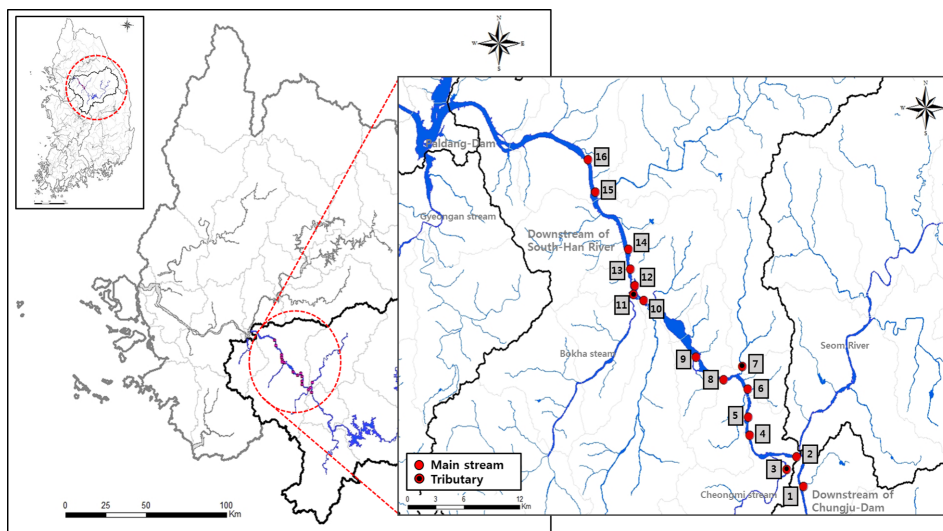 N
W
E
S
N
W
E
S
Paldang-Dam
16
15
Gyeongan stream
Downstream of
South-Han River
14
13
12
11
10
Bokha steam
Seom River
9
7
8
6
5
4
2
3
Cheongmi stream
1
Downstream of
Chungju-Dam
Main stream
Tributary
0
3
6
12
Km
0
25
50
100
Km